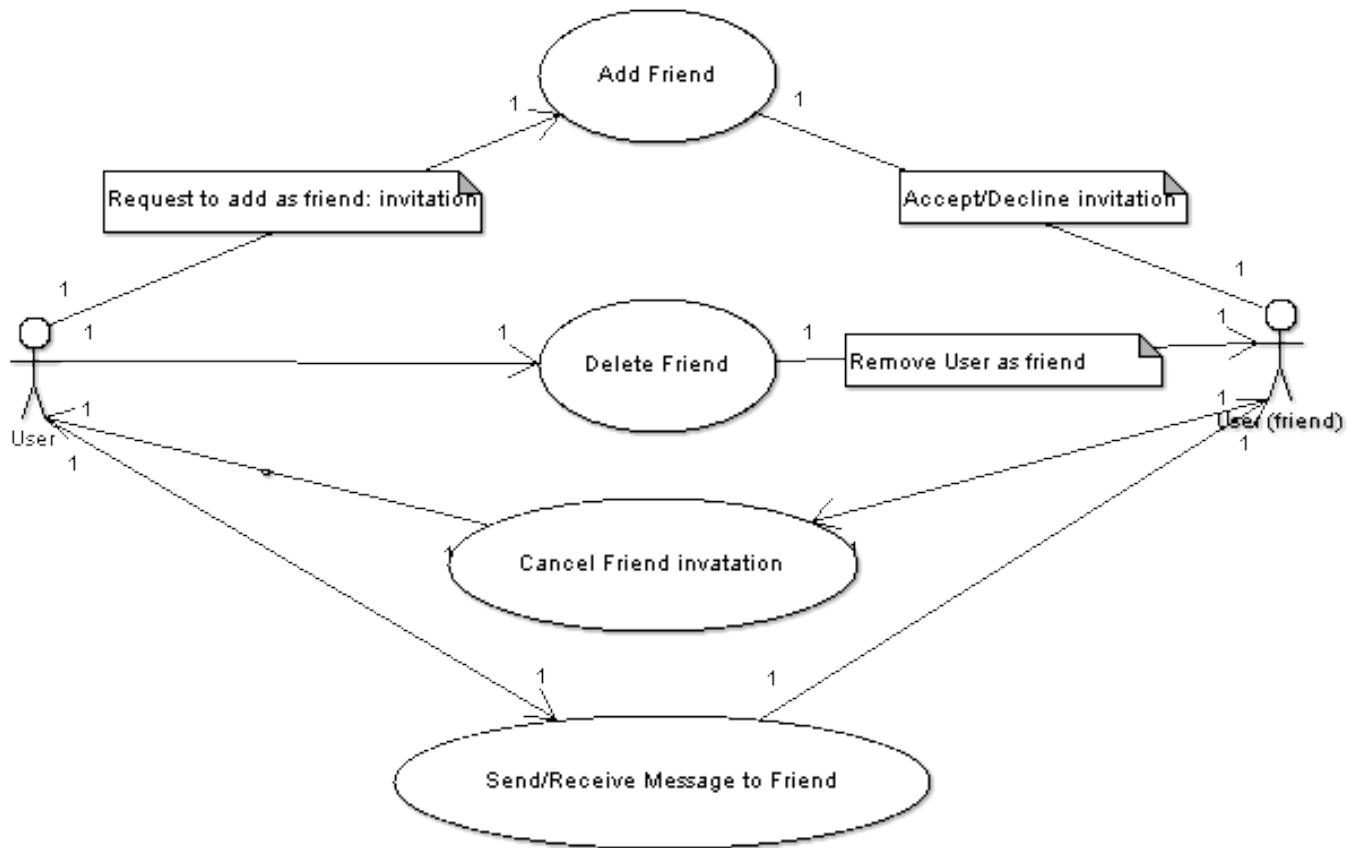 Add Friend
1
1
Request to add as friend: invitation
Accept/Decline invitation
1
1
1
1
1
1
Delete Friend
Remove User as friend
1
1
User
User (friend)
1
1
1
1
Cancel Friend invatation
1
1
Send/Receive Message to Friend